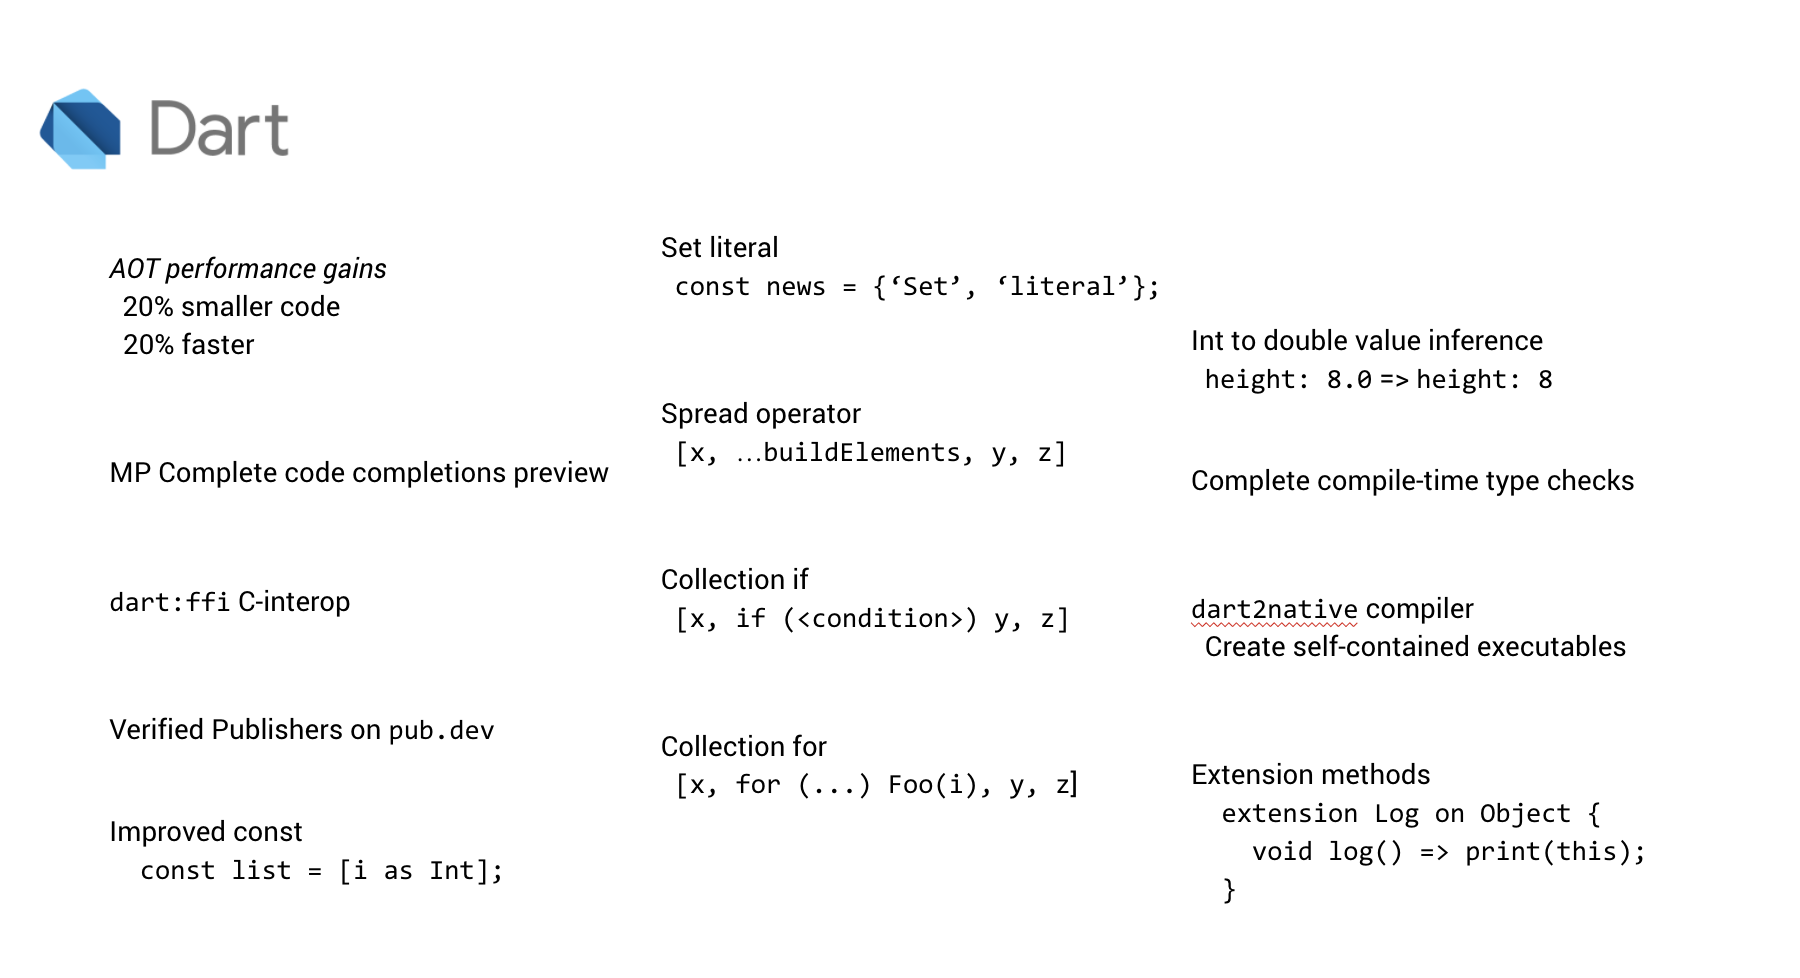 Dart
AOT performance gains
20% smaller code
20% faster
MP Complete code completions preview
dart:ffi C-interop
Verified Publishers on pub.dev
Improved const
const list = [i as Int];
Set literal
const news = {‘Set’, ‘literal’};
Spread operator
[x, …buildElements, y, z]
Collection if
[x, if (<condition>) y, z]
Collection for
[x, for (...) Foo(i), y, z]
Int to double value inference
height: 8.0 => height: 8
Complete compile-time type checks
dart2native compiler
Create self-contained executables
Extension methods
extension Log on Object {
void log() => print(this);
}